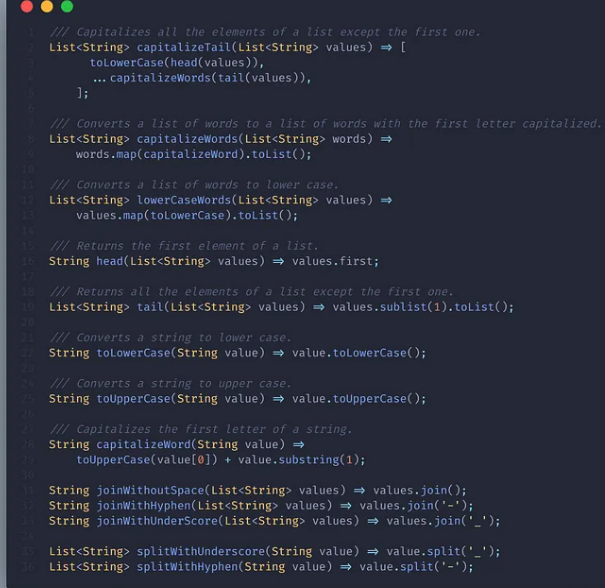 1 /// Capitalizes all the elements of a list except the first one.
2 List<String> capitalizeTail(List<String> values) => [
3 toLowerCase(head(values)),
4 ...capitalizeWords(tail(values)),
5 ];
6
7 /// Converts a list of words to a list of words with the first letter capitalized.
8 List<String> capitalizeWords(List<String> words) =>
9 words.map(capitalizeWord).toList();
10
11 /// Converts a list of words to lower case.
12 List<String> lowerCaseWords(List<String> values) =>
13 values.map(toLowerCase).toList();
14
15 /// Returns the first element of a list.
16 String head(List<String> values) => values.first;
17
18 /// Returns all the elements of a list except the first one.
19 List<String> tail(List<String> values) => values.sublist(1).toList();
20
21 /// Converts a string to lower case.
22 String toLowerCase(String value) => value.toLowerCase();
23
24 /// Converts a string to upper case.
25 String toUpperCase(String value) => value.toUpperCase();
26
27 /// Capitalizes the first letter of a string.
28 String capitalizeWord(String value) =>
29 toUpperCase(value[0]) + value.substring(1);
30
31 String joinWithoutSpace(List<String> values) => values.join();
32 String joinWithHyphen(List<String> values) => values.join('-');
33 String joinWithUnderScore(List<String> values) => values.join('_');
34
35 List<String> splitWithUnderscore(String value) => value.split('_');
36 List<String> splitWithHyphen(String value) => value.split('-');